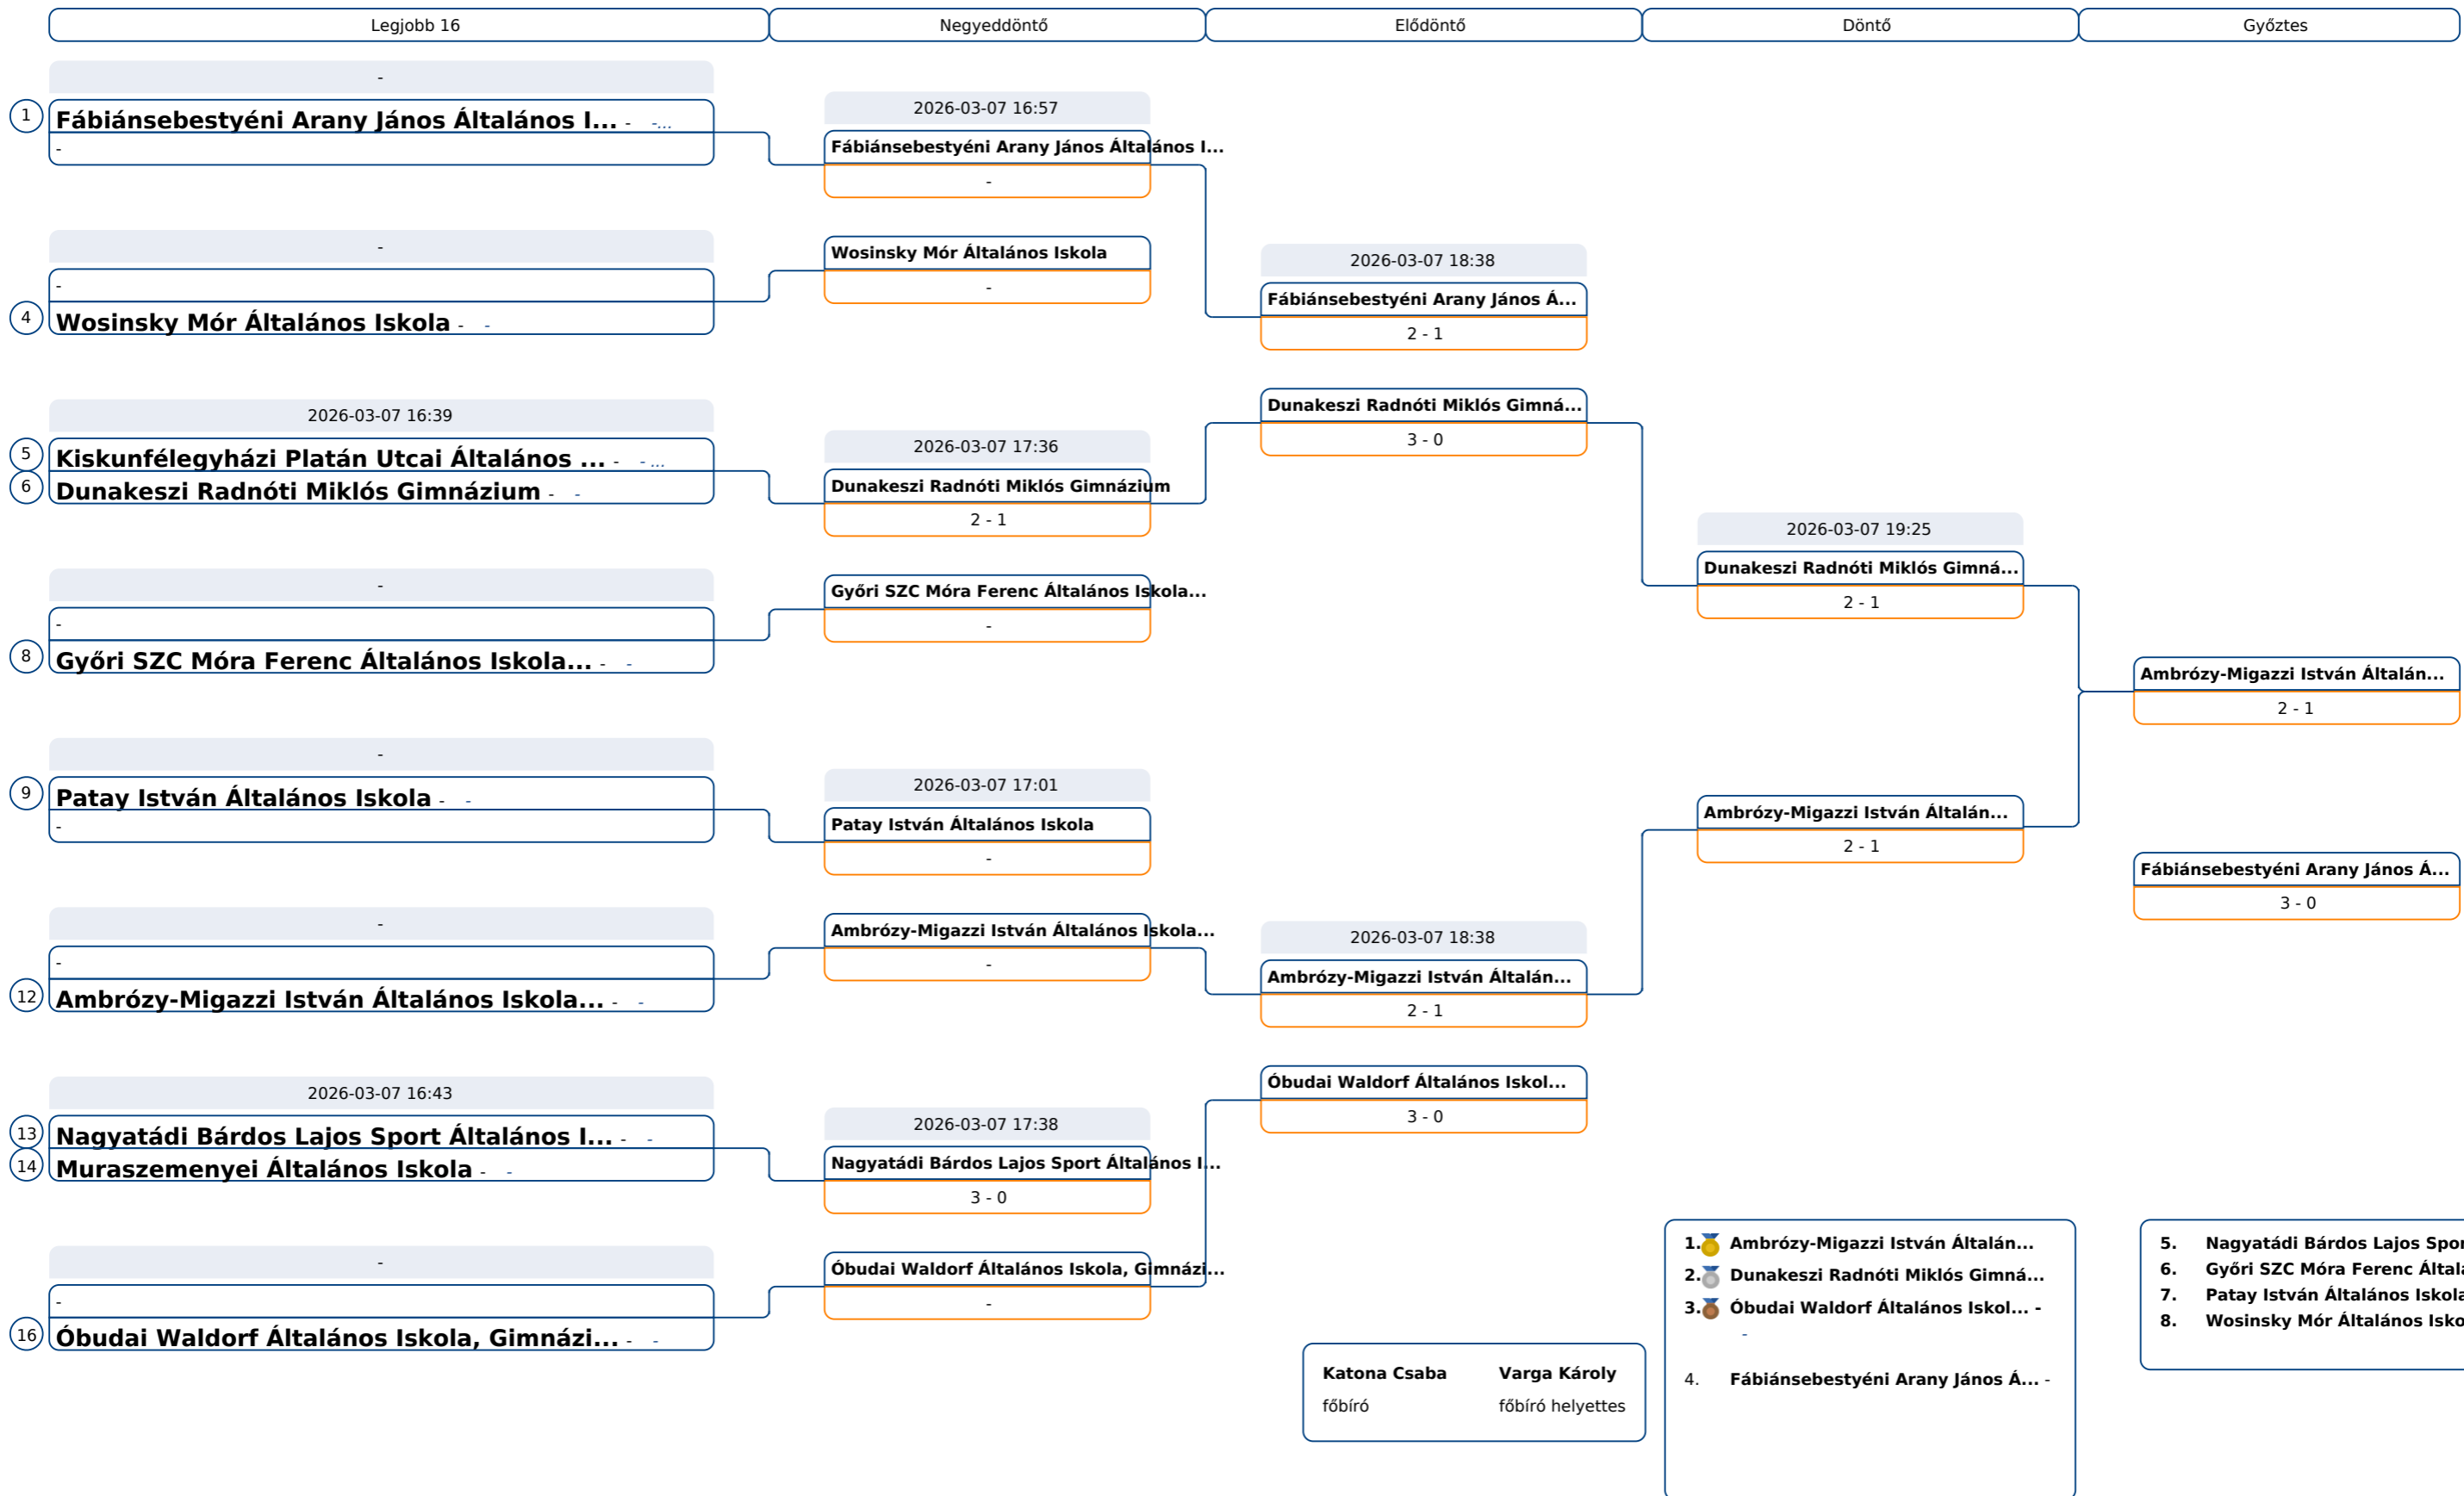 Legjobb 16
Negyeddöntő
Elődöntő
Döntő
Győztes
-
1
Fábiánsebestyéni Arany János Általános I... - -...
-
-
-
4
Wosinsky Mór Általános Iskola - -
2026-03-07 16:39
5
Kiskunfélegyházi Platán Utcai Általános ... - - ...
6
Dunakeszi Radnóti Miklós Gimnázium - -
-
-
8
Győri SZC Móra Ferenc Általános Iskola... - -
-
9
Patay István Általános Iskola - -
-
-
-
12
Ambrózy-Migazzi István Általános Iskola... - -
2026-03-07 16:43
13
Nagyatádi Bárdos Lajos Sport Általános I... - -
14
Muraszemenyei Általános Iskola - -
-
-
16
Óbudai Waldorf Általános Iskola, Gimnázi... - -
2026-03-07 16:57
Fábiánsebestyéni Arany János Általános I...
-
Wosinsky Mór Általános Iskola
-
2026-03-07 17:36
Dunakeszi Radnóti Miklós Gimnázium
2 - 1
Győri SZC Móra Ferenc Általános Iskola...
-
2026-03-07 17:01
Patay István Általános Iskola
-
Ambrózy-Migazzi István Általános Iskola...
-
2026-03-07 17:38
Nagyatádi Bárdos Lajos Sport Általános I...
3 - 0
Óbudai Waldorf Általános Iskola, Gimnázi...
-
2026-03-07 18:38
Fábiánsebestyéni Arany János Á...
2 - 1
Dunakeszi Radnóti Miklós Gimná...
3 - 0
2026-03-07 18:38
Ambrózy-Migazzi István Általán...
2 - 1
Óbudai Waldorf Általános Iskol...
3 - 0
2026-03-07 19:25
Dunakeszi Radnóti Miklós Gimná...
2 - 1
Ambrózy-Migazzi István Általán...
2 - 1
Ambrózy-Migazzi István Általán...
2 - 1
Fábiánsebestyéni Arany János Á...
3 - 0
Katona Csaba
főbíró
Varga Károly
főbíró helyettes
1. Ambrózy-Migazzi István Általán...
2. Dunakeszi Radnóti Miklós Gimná...
3. Óbudai Waldorf Általános Iskol... -
-
4. Fábiánsebestyéni Arany János Á... -
5. Nagyatádi Bárdos Lajos
6. Győri SZC Móra Ferenc
7. Patay István Általános Iskola
8. Wosinsky Mór Általános